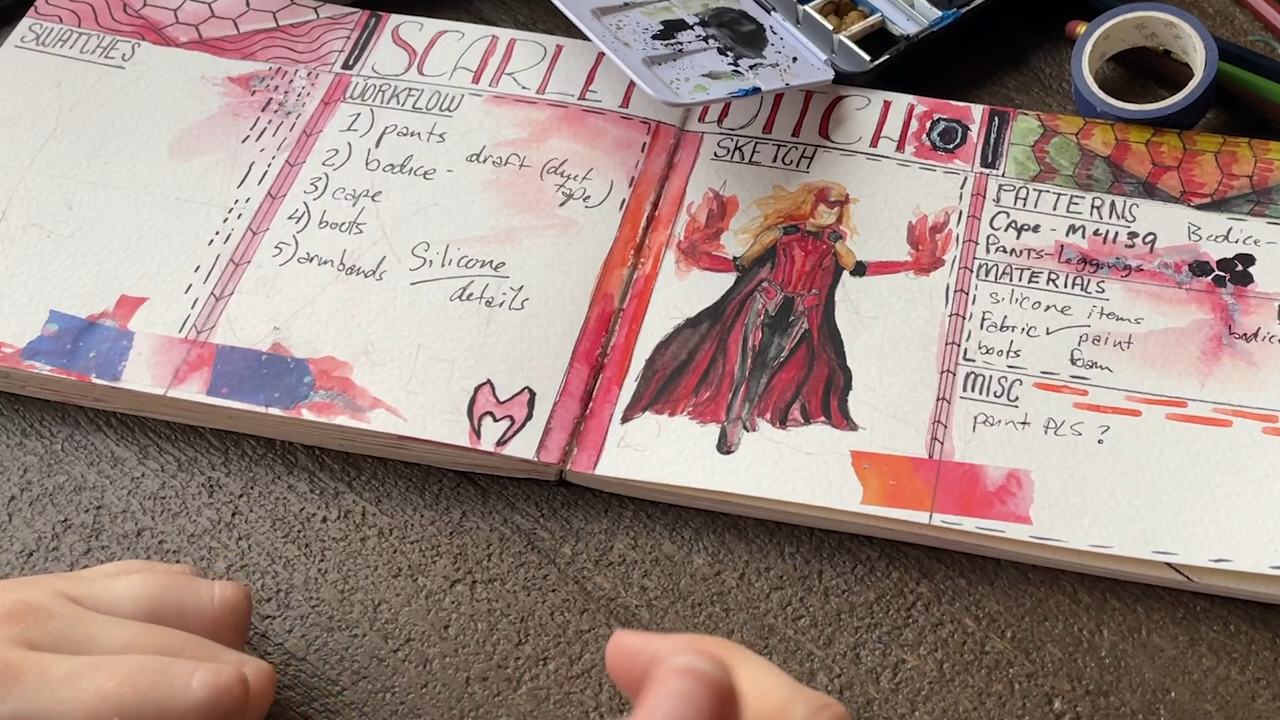 SWATCHES
SCARLET WITCH
WORKFLOW
1) pants
2) bodice - draft (duct
tape)
3) cape
4) boots
5) armbands
Silicone
details
SKETCH
PATTERNS
Cape - M4139
Bodice -
Pants - leggings
MATERIALS
silicone items
Fabric ✓ paint
boots foam
MISC
paint PLS ?